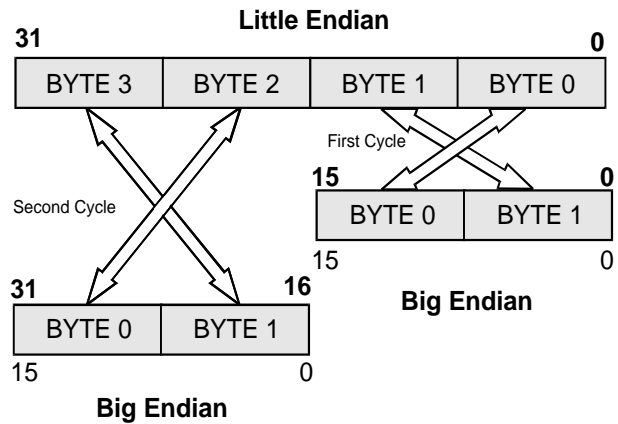 Little Endian
31 0
BYTE 3 BYTE 2 BYTE 1 BYTE 0
First Cycle
15 0
Second Cycle
BYTE 0 BYTE 1
15 0
31 16
Big Endian
BYTE 0 BYTE 1
15 0
Big Endian